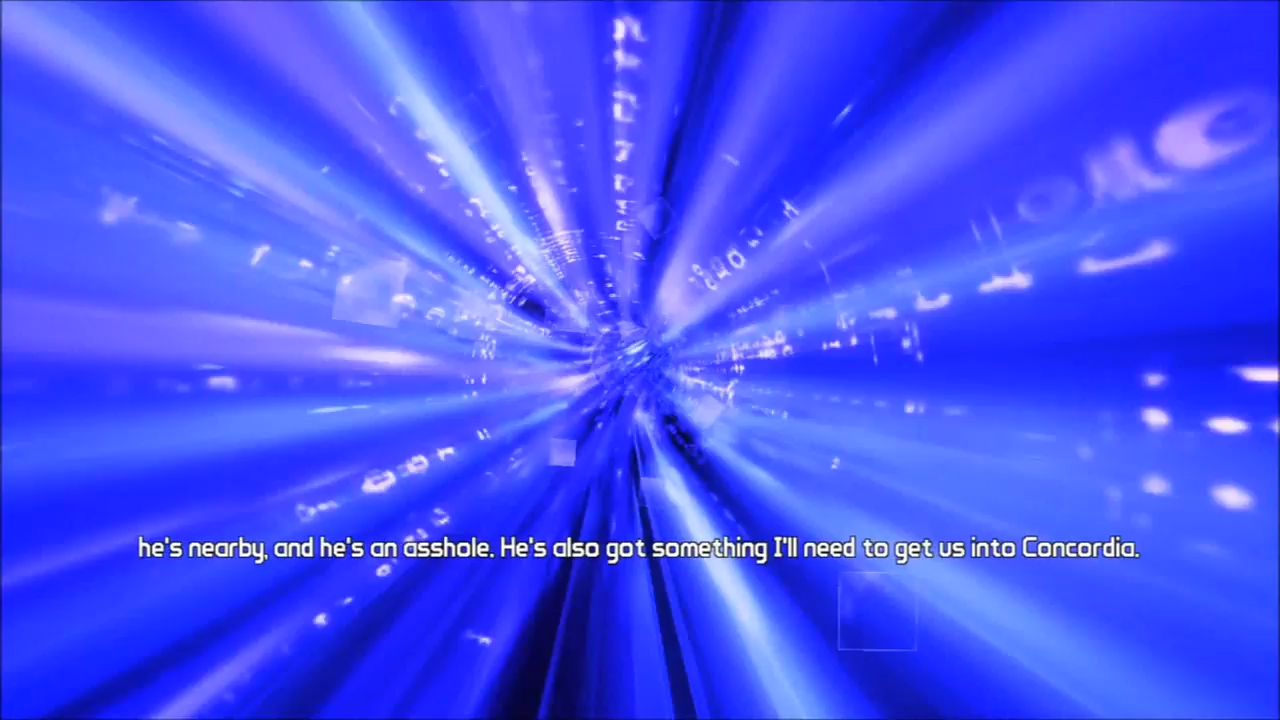 he's nearby, and he's an asshole. He's also got something I'll need to get us into Concordia.